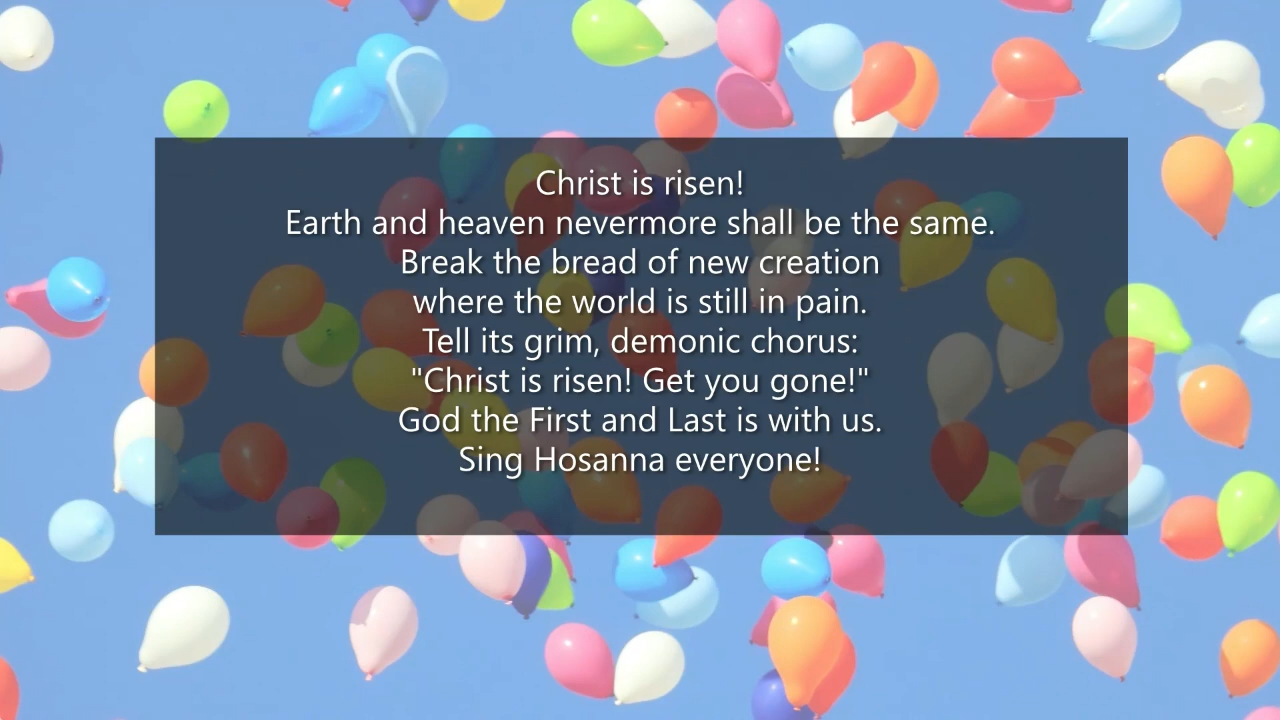 Christ is risen!
Earth and heaven nevermore shall be the same.
Break the bread of new creation
where the world is still in pain.
Tell its grim, demonic chorus:
"Christ is risen! Get you gone!"
God the First and Last is with us.
Sing Hosanna everyone!